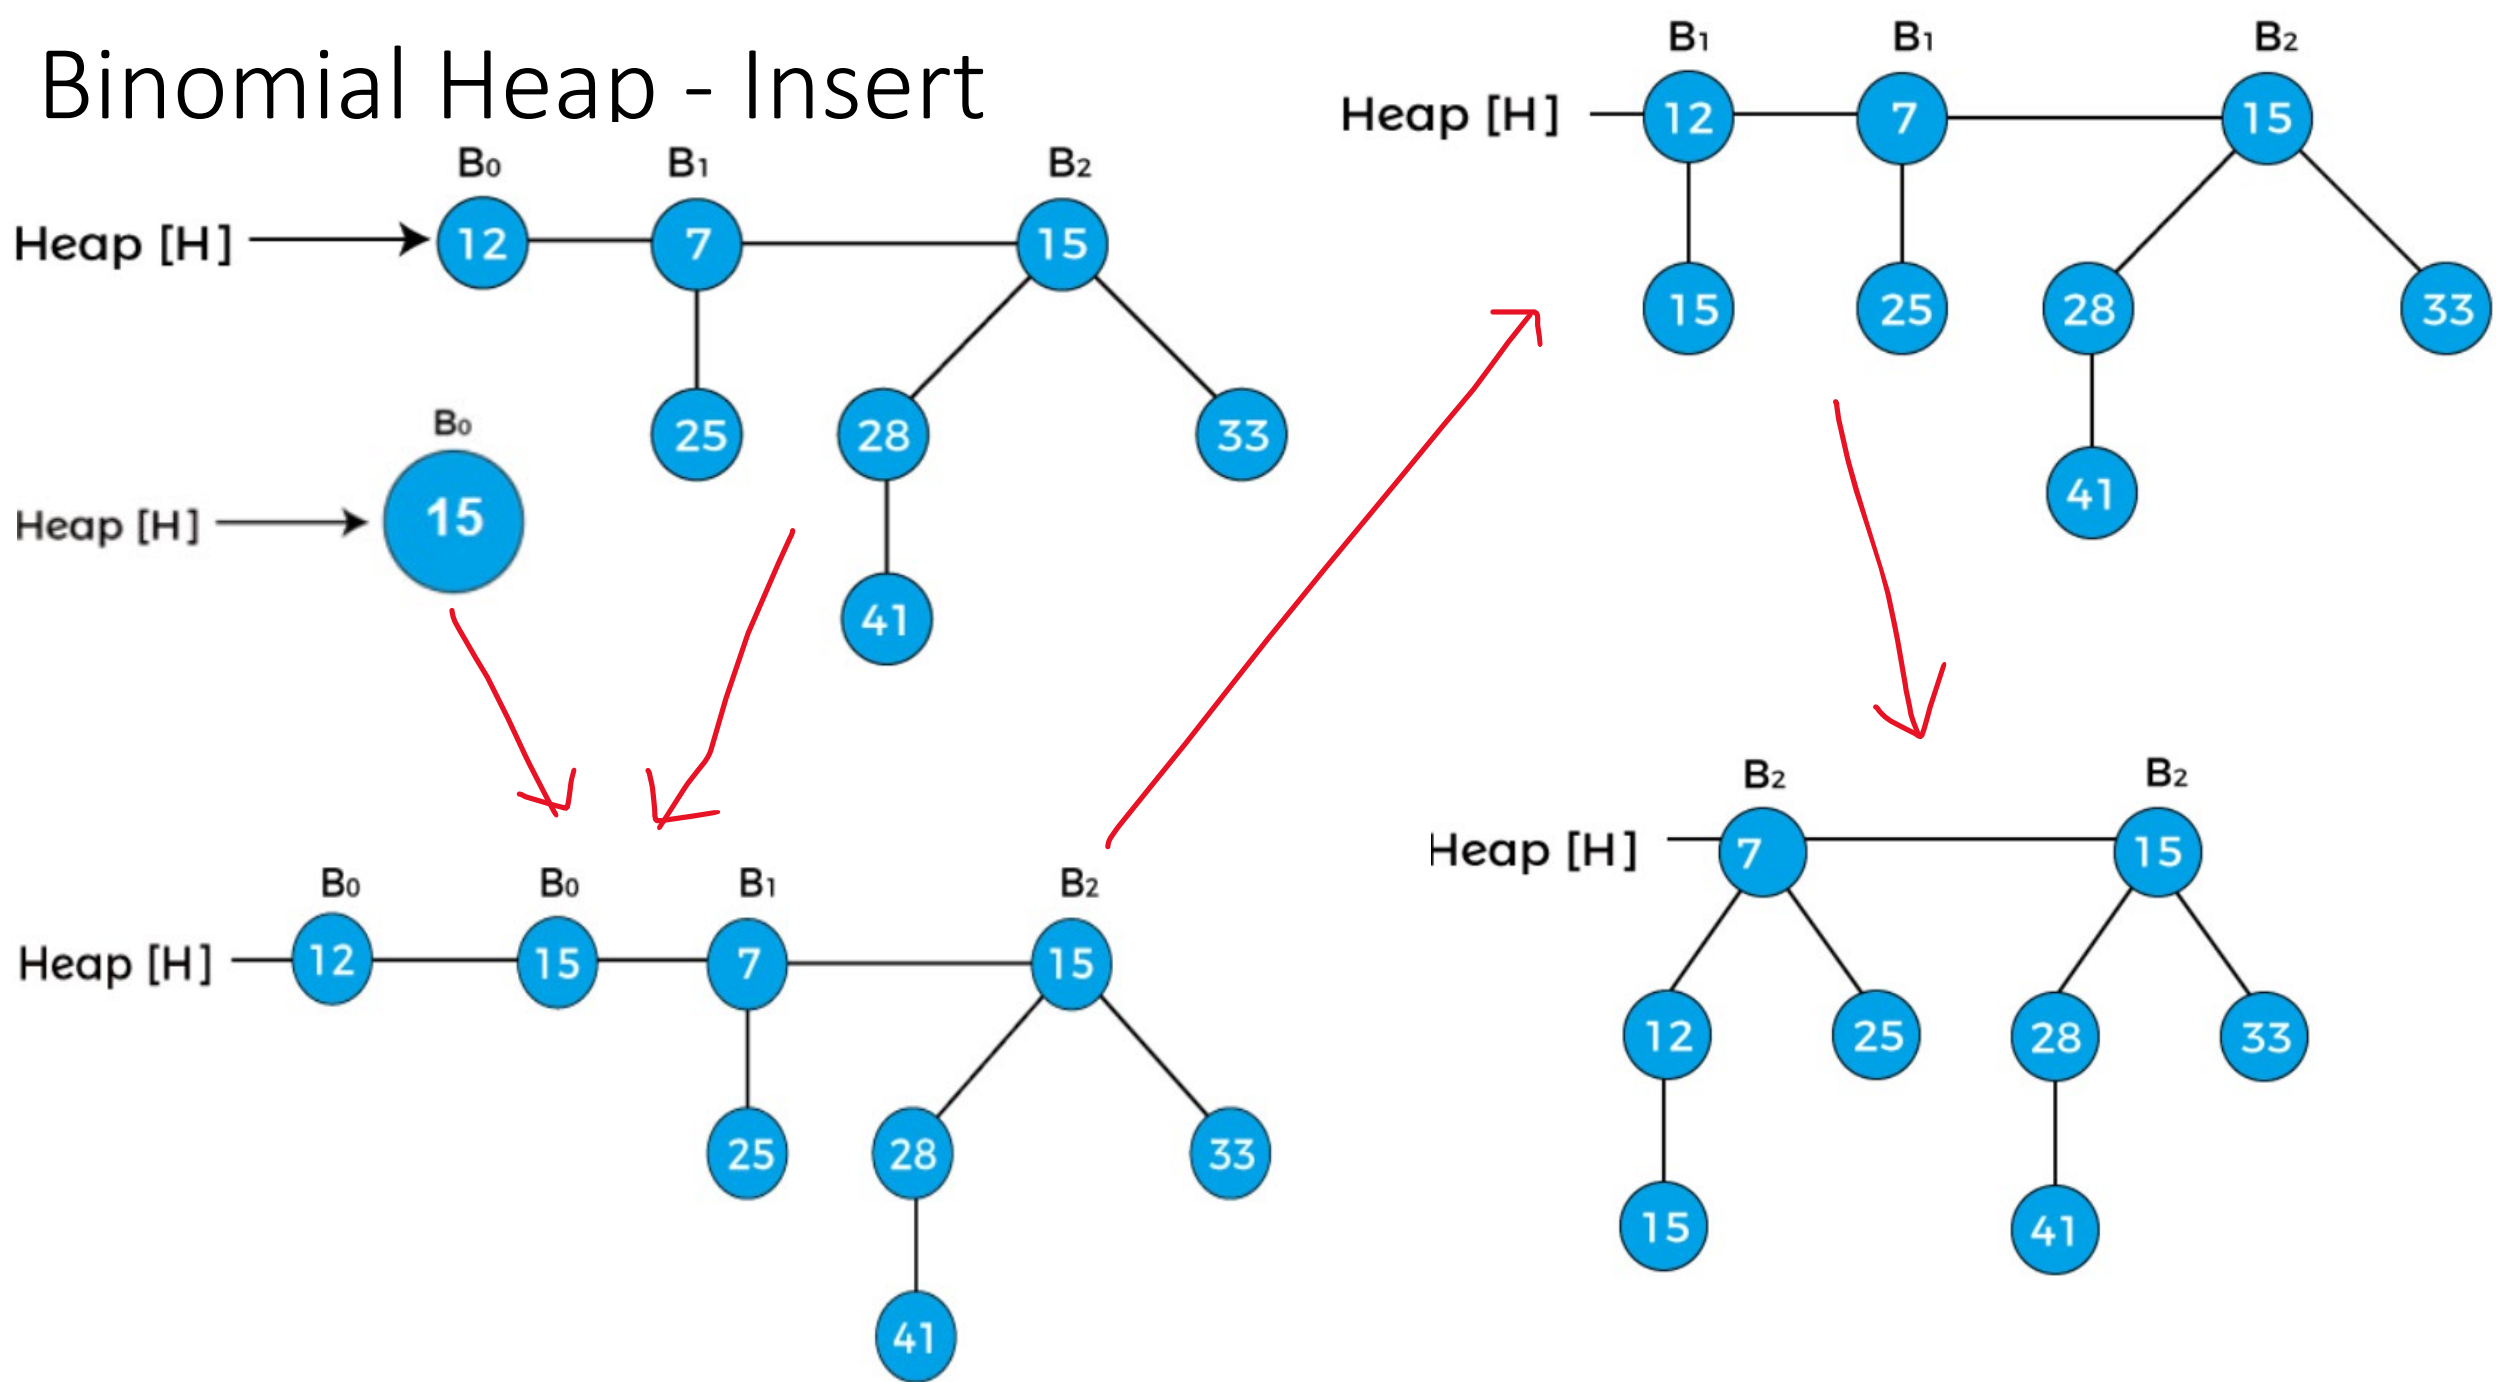 Binomial Heap - Insert
B0 B1 B2
Heap [H] 12 7 15
25 28 33
41
B0
Heap [H] 15
B0 B0 B1 B2
Heap [H] 12 15 7 15
25 28 33
41
B1 B1 B2
Heap [H] 12 7 15
15 25 28 33
41
B2 B2
Heap [H] 7 15
12 25 28 33
15 41